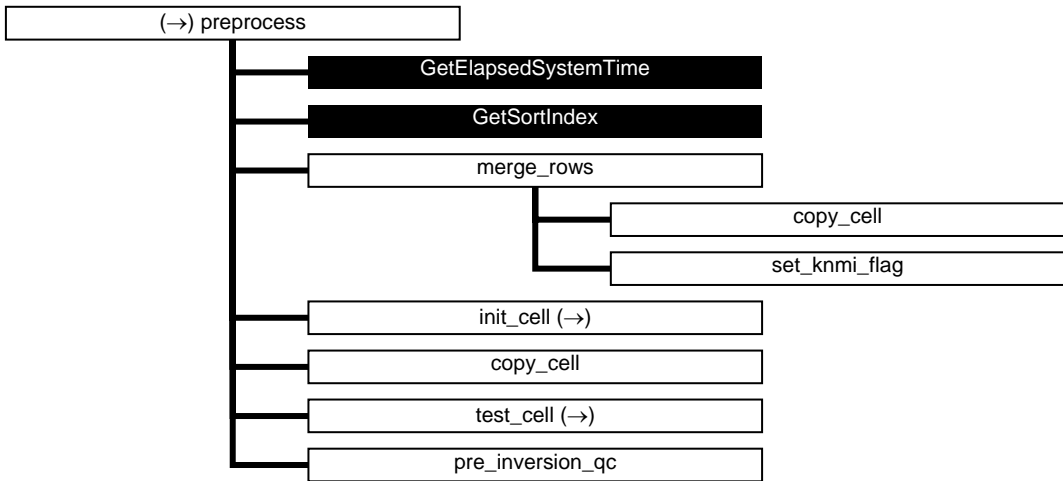 (→) preprocess
GetElapsedSystemTime
GetSortIndex
merge_rows
copy_cell
set_knmi_flag
init_cell (→)
copy_cell
test_cell (→)
pre_inversion_qc